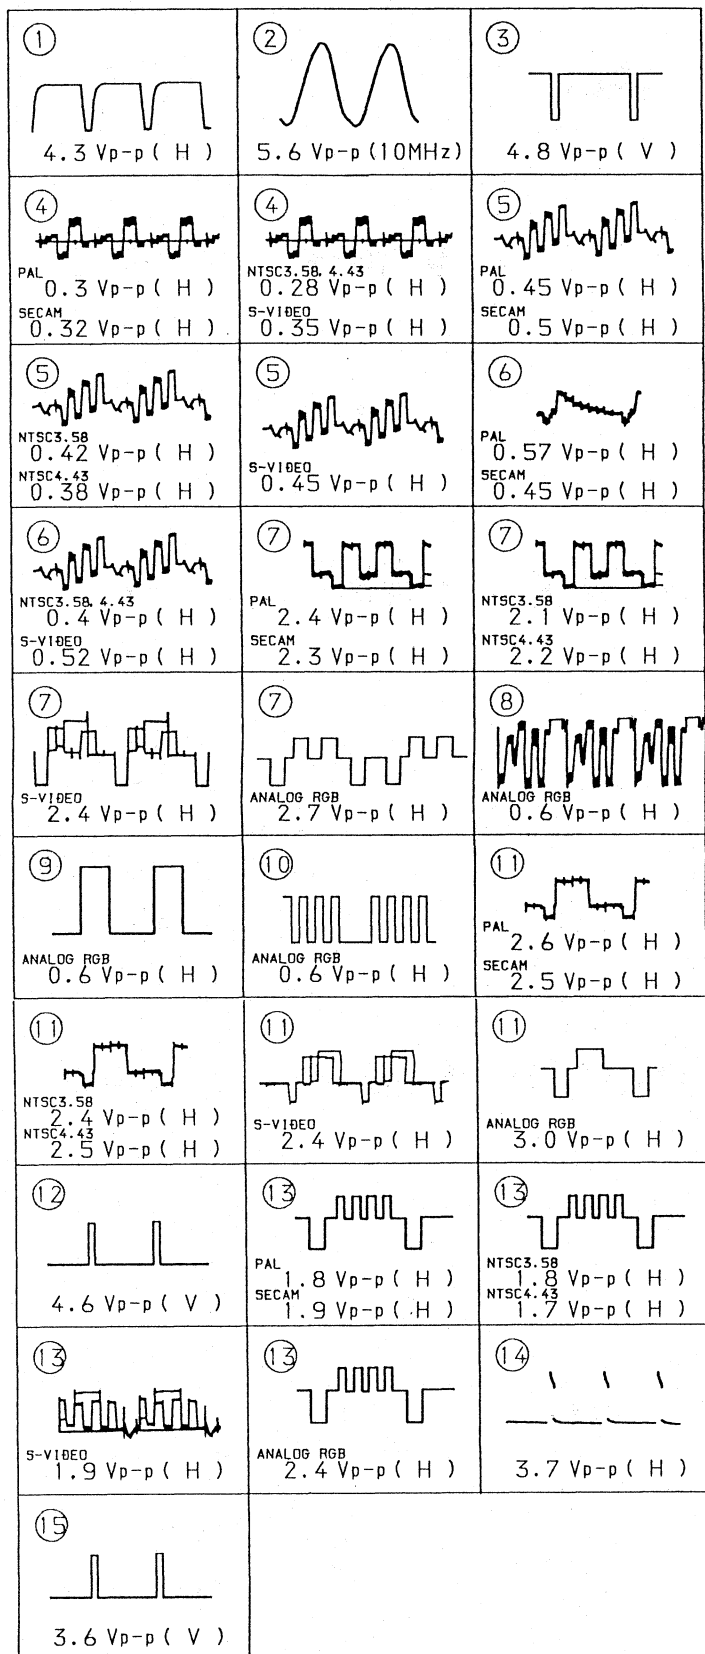 ①
4.3 Vp-p ( H )
②
5.6 Vp-p (10MHz)
③
4.8 Vp-p ( V )
④
PAL
0.3 Vp-p ( H )
SECAM
0.32 Vp-p ( H )
④
NTSC3.58, 4.43
0.28 Vp-p ( H )
S-VIDEO
0.35 Vp-p ( H )
⑤
PAL
0.45 Vp-p ( H )
SECAM
0.5 Vp-p ( H )
⑤
NTSC3.58
0.42 Vp-p ( H )
NTSC4.43
0.38 Vp-p ( H )
⑤
S-VIDEO
0.45 Vp-p ( H )
⑥
PAL
0.57 Vp-p ( H )
SECAM
0.45 Vp-p ( H )
⑥
NTSC3.58, 4.43
0.4 Vp-p ( H )
S-VIDEO
0.52 Vp-p ( H )
⑦
PAL
2.4 Vp-p ( H )
SECAM
2.3 Vp-p ( H )
⑦
NTSC3.58
2.1 Vp-p ( H )
NTSC4.43
2.2 Vp-p ( H )
⑦
S-VIDEO
2.4 Vp-p ( H )
⑦
ANALOG RGB
2.7 Vp-p ( H )
⑧
ANALOG RGB
0.6 Vp-p ( H )
⑨
ANALOG RGB
0.6 Vp-p ( H )
⑩
ANALOG RGB
0.6 Vp-p ( H )
⑪
PAL
2.6 Vp-p ( H )
SECAM
2.5 Vp-p ( H )
⑪
NTSC3.58
2.4 Vp-p ( H )
NTSC4.43
2.5 Vp-p ( H )
⑪
S-VIDEO
2.4 Vp-p ( H )
⑪
ANALOG RGB
3.0 Vp-p ( H )
⑫
4.6 Vp-p ( V )
⑬
PAL
1.8 Vp-p ( H )
SECAM
1.9 Vp-p ( H )
⑬
NTSC3.58
1.8 Vp-p ( H )
NTSC4.43
1.7 Vp-p ( H )
⑬
S-VIDEO
1.9 Vp-p ( H )
⑬
ANALOG RGB
2.4 Vp-p ( H )
⑭
3.7 Vp-p ( H )
⑮
3.6 Vp-p ( V )